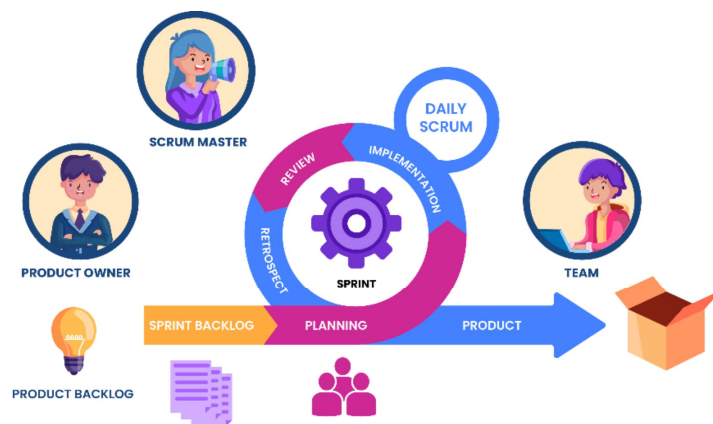 SCRUM MASTER
DAILY
SCRUM
REVIEW
IMPLEMENTATION
RETROSPECT
SPRINT
PRODUCT OWNER
TEAM
SPRINT BACKLOG
PLANNING
PRODUCT
PRODUCT BACKLOG